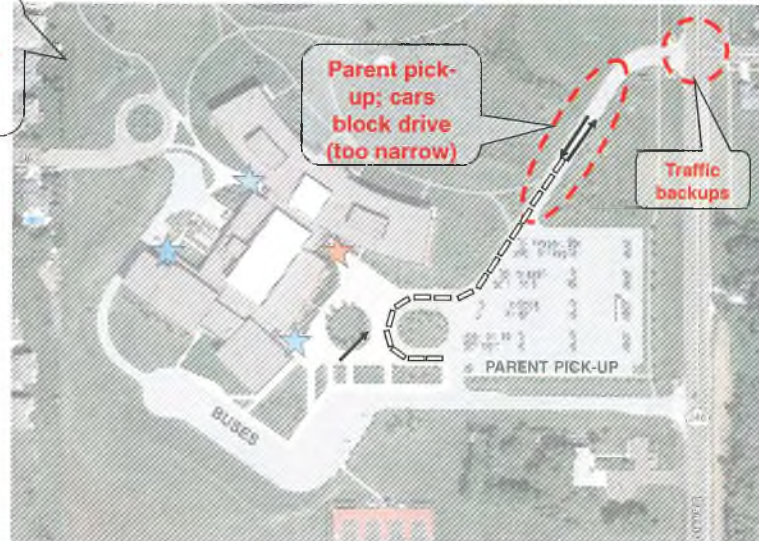 Parent pick-
up; cars
block drive
(too narrow)
Traffic
backups
PARENT PICK-UP
BUSES